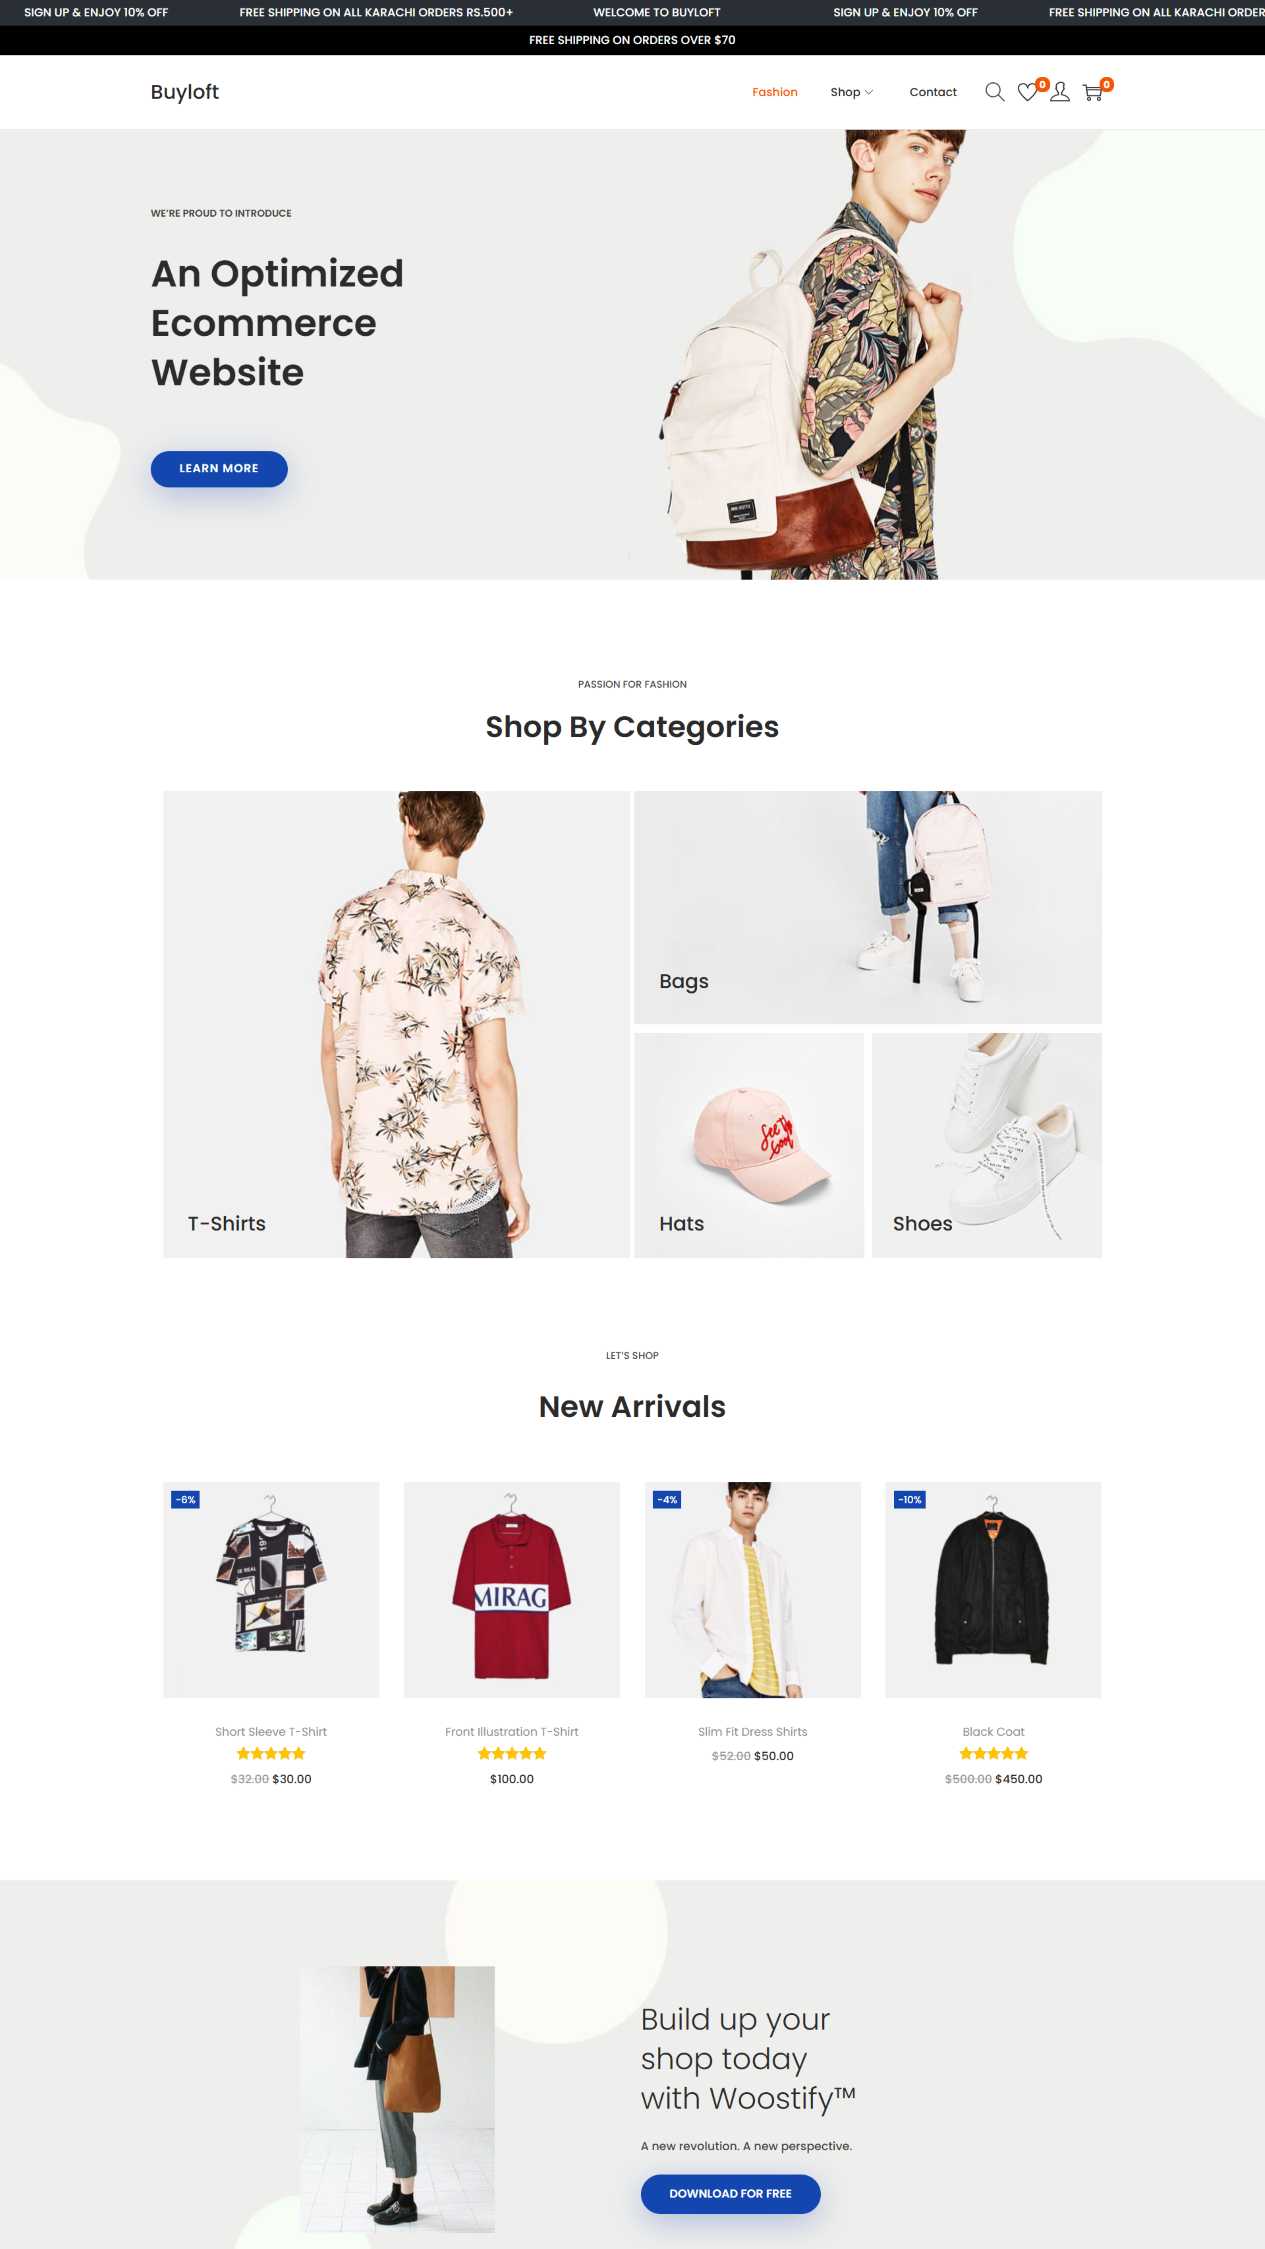 SIGN UP & ENJOY 10% OFF
FREE SHIPPING ON ALL KARACHI ORDERS RS.500+
WELCOME TO BUYLOFT
SIGN UP & ENJOY 10% OFF
FREE SHIPPING ON ALL KARACHI ORDER
FREE SHIPPING ON ORDERS OVER $70
Buyloft
Fashion
Shop
Contact
0
0
WE'RE PROUD TO INTRODUCE
An Optimized
Ecommerce
Website
LEARN MORE
PASSION FOR FASHION
Shop By Categories
T-Shirts
Bags
Hats
Shoes
LET'S SHOP
New Arrivals
-6%
-4%
-10%
MIRAG
Short Sleeve T-Shirt
$32.00 $30.00
Front Illustration T-Shirt
$100.00
Slim Fit Dress Shirts
$52.00 $50.00
Black Coat
$500.00 $450.00
Build up your
shop today
with Woostify™
A new revolution. A new perspective.
DOWNLOAD FOR FREE